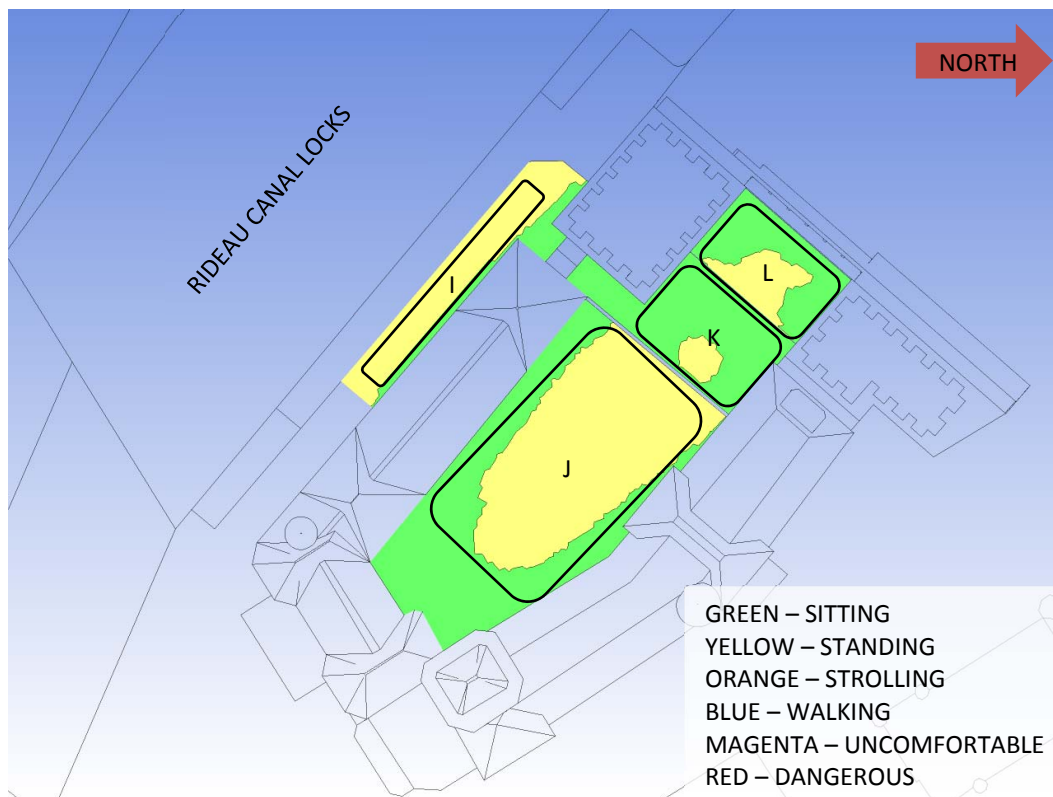 NORTH
RIDEAU CANAL LOCKS
I
L
K
J
GREEN – SITTING
YELLOW – STANDING
ORANGE – STROLLING
BLUE – WALKING
MAGENTA – UNCOMFORTABLE
RED – DANGEROUS